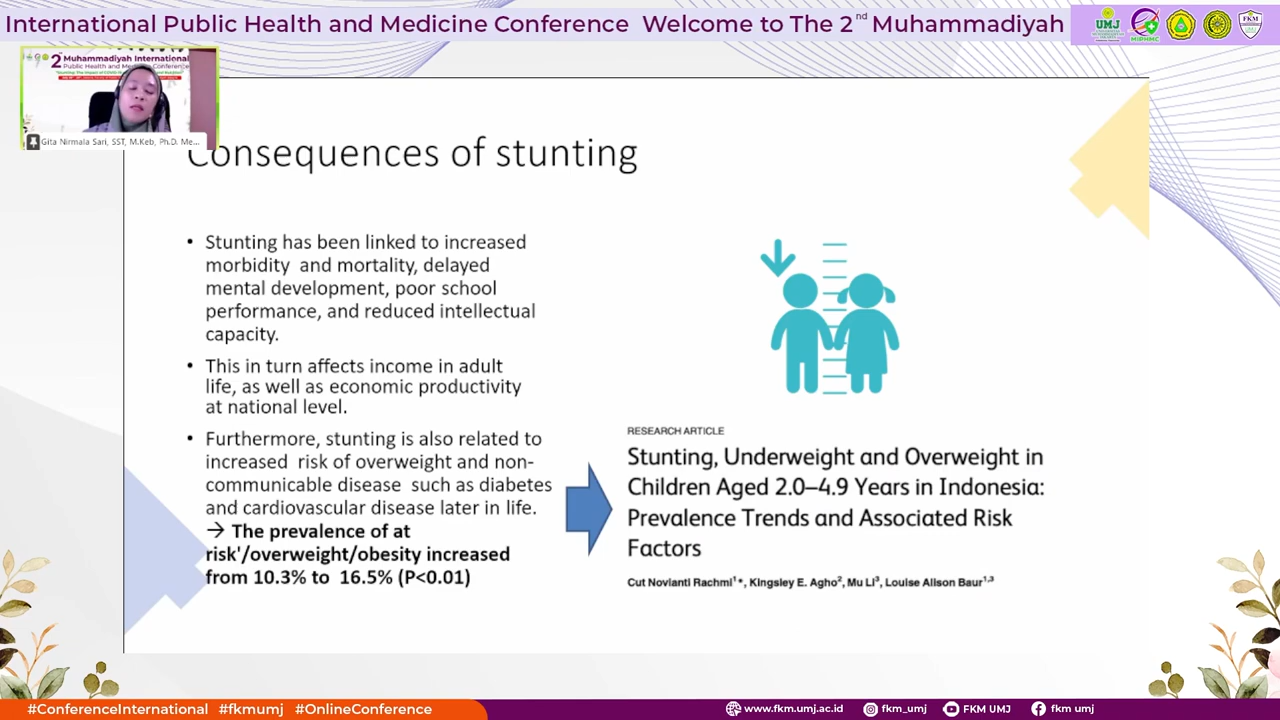 International Public Health and Medicine Conference Welcome to The 2nd Muhammadiyah
UMJ
MIPHMC
FKM
2 Muhammadiyah International
Public Health and Medicine Conference
Gita Nirmala Sari, SST, M.Keb, Ph.D. Me...
Consequences of stunting
• Stunting has been linked to increased
morbidity and mortality, delayed
mental development, poor school
performance, and reduced intellectual
capacity.
• This in turn affects income in adult
life, as well as economic productivity
at national level.
• Furthermore, stunting is also related to
increased risk of overweight and non-
communicable disease such as diabetes
and cardiovascular disease later in life.
→ The prevalence of at
risk'/overweight/obesity increased
from 10.3% to 16.5% (P<0.01)
RESEARCH ARTICLE
Stunting, Underweight and Overweight in
Children Aged 2.0–4.9 Years in Indonesia:
Prevalence Trends and Associated Risk
Factors
Cut Novianti Rachmi1*, Kingsley E. Agho2, Mu Li3, Louise Alison Baur1,3
#ConferenceInternational #fkmumj #OnlineConference
www.fkm.umj.ac.id
fkm_umj
FKM UMJ
fkm umj